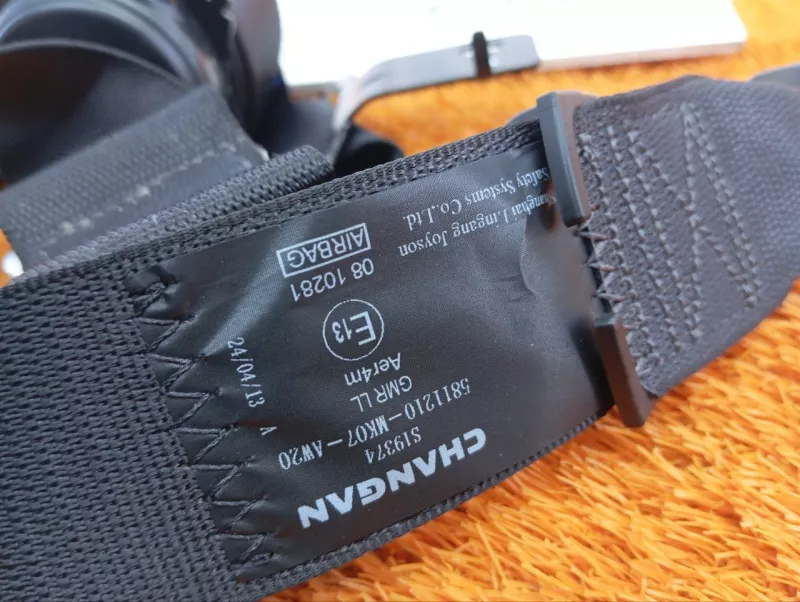 CHANGAN
S19374
5811210-MK07-AW20
GMR LL
Aer4m
E13
24/04/13 A
08 10281
AIRBAG
Shanghai Lingang Joyson
Safety Systems Co.,Ltd.